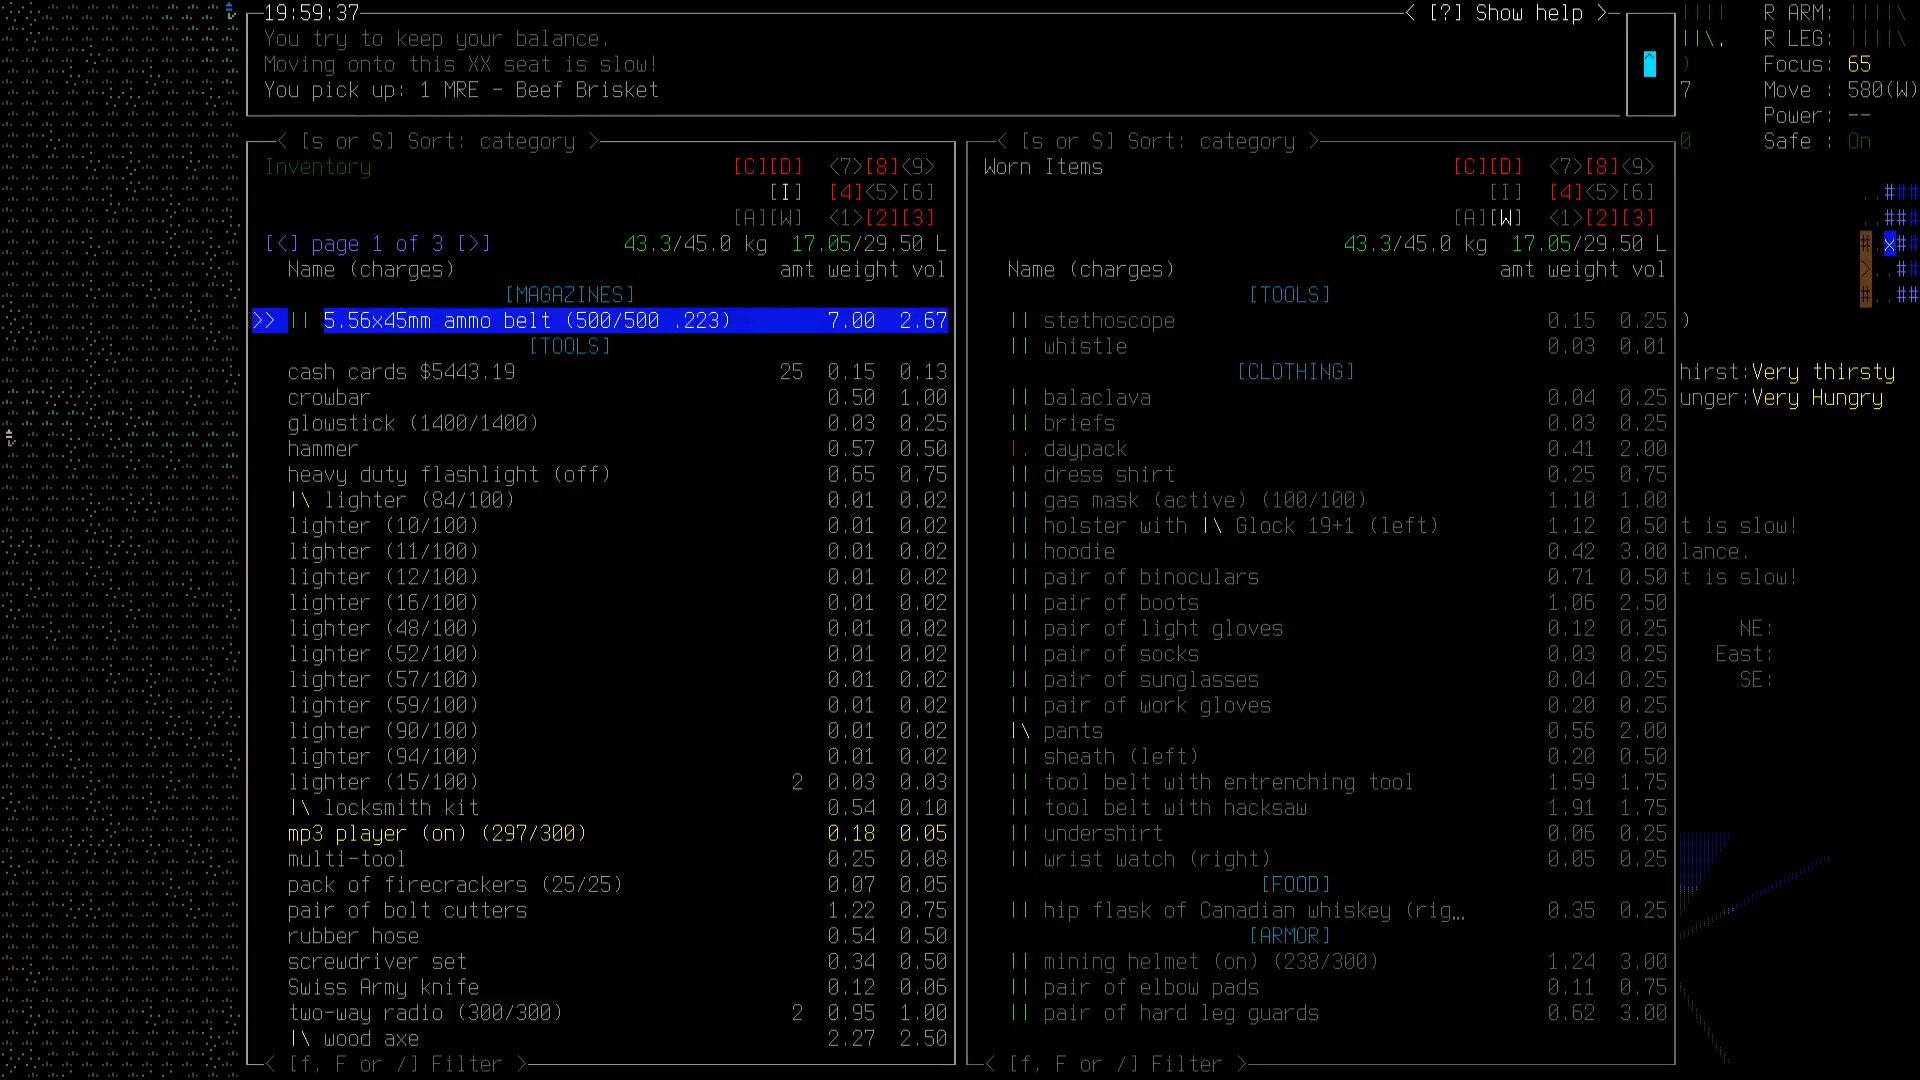 19:59:37 < [?] Show help >
You try to keep your balance.
Moving onto this XX seat is slow!
You pick up: 1 MRE - Beef Brisket
R ARM: ||||\
||\. R LEG: ||||\
) Focus: 65
7 Move : 580(W)
Power: --
0 Safe : On
< [s or S] Sort: category >
Inventory [C][D] <7>[8]<9>
[I] [4]<5>[6]
[A][W] <1>[2][3]
[<] page 1 of 3 [>] 43.3/45.0 kg 17.05/29.50 L
Name (charges) amt weight vol
[MAGAZINES]
>> || 5.56x45mm ammo belt (500/500 .223) 7.00 2.67
[TOOLS]
cash cards $5443.19 25 0.15 0.13
crowbar 0.50 1.00
glowstick (1400/1400) 0.03 0.25
hammer 0.57 0.50
heavy duty flashlight (off) 0.65 0.75
|\ lighter (84/100) 0.01 0.02
lighter (10/100) 0.01 0.02
lighter (11/100) 0.01 0.02
lighter (12/100) 0.01 0.02
lighter (16/100) 0.01 0.02
lighter (48/100) 0.01 0.02
lighter (52/100) 0.01 0.02
lighter (57/100) 0.01 0.02
lighter (59/100) 0.01 0.02
lighter (90/100) 0.01 0.02
lighter (94/100) 0.01 0.02
lighter (15/100) 2 0.03 0.03
|\ locksmith kit 0.54 0.10
mp3 player (on) (297/300) 0.18 0.05
multi-tool 0.25 0.08
pack of firecrackers (25/25) 0.07 0.05
pair of bolt cutters 1.22 0.75
rubber hose 0.54 0.50
screwdriver set 0.34 0.50
Swiss Army knife 0.12 0.06
two-way radio (300/300) 2 0.95 1.00
|\ wood axe 2.27 2.50
< [f, F or /] Filter >
< [s or S] Sort: category >
Worn Items [C][D] <7>[8]<9>
[I] [4]<5>[6]
[A][W] <1>[2][3]
43.3/45.0 kg 17.05/29.50 L
Name (charges) amt weight vol
[TOOLS]
|| stethoscope 0.15 0.25
|| whistle 0.03 0.01
[CLOTHING]
|| balaclava 0.04 0.25
|| briefs 0.03 0.25
|. daypack 0.41 2.00
|| dress shirt 0.25 0.75
|| gas mask (active) (100/100) 1.10 1.00
|| holster with |\ Glock 19+1 (left) 1.12 0.50
|| hoodie 0.42 3.00
|| pair of binoculars 0.71 0.50
|| pair of boots 1.06 2.50
|| pair of light gloves 0.12 0.25
|| pair of socks 0.03 0.25
|| pair of sunglasses 0.04 0.25
|| pair of work gloves 0.20 0.25
|\ pants 0.56 2.00
|| sheath (left) 0.20 0.50
|| tool belt with entrenching tool 1.59 1.75
|| tool belt with hacksaw 1.91 1.75
|| undershirt 0.06 0.25
|| wrist watch (right) 0.05 0.25
[FOOD]
|| hip flask of Canadian whiskey (rig… 0.35 0.25
[ARMOR]
|| mining helmet (on) (238/300) 1.24 3.00
|| pair of elbow pads 0.11 0.75
|| pair of hard leg guards 0.62 3.00
< [f, F or /] Filter >
)
hirst:Very thirsty
unger:Very Hungry
t is slow!
lance.
t is slow!
NE:
East:
SE: